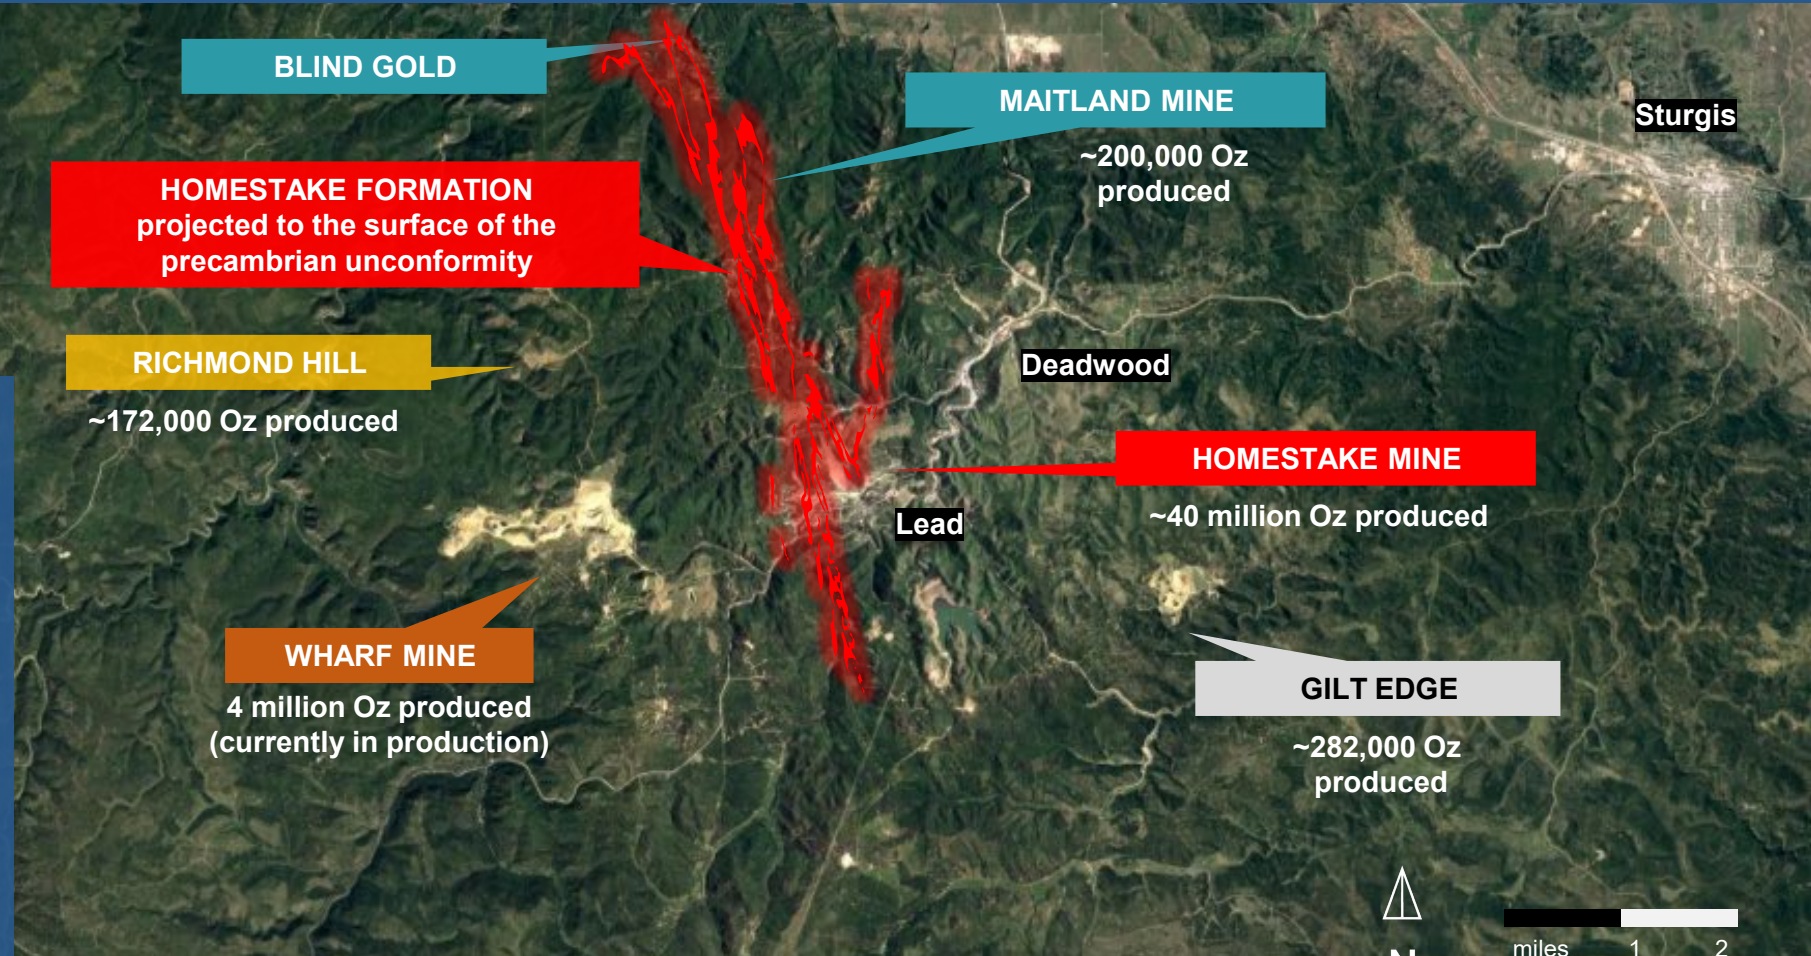 BLIND GOLD
MAITLAND MINE
~200,000 Oz
produced
Sturgis
HOMESTAKE FORMATION
projected to the surface of the
precambrian unconformity
RICHMOND HILL
~172,000 Oz produced
Deadwood
HOMESTAKE MINE
~40 million Oz produced
Lead
WHARF MINE
4 million Oz produced
(currently in production)
GILT EDGE
~282,000 Oz
produced
N
miles 1 2